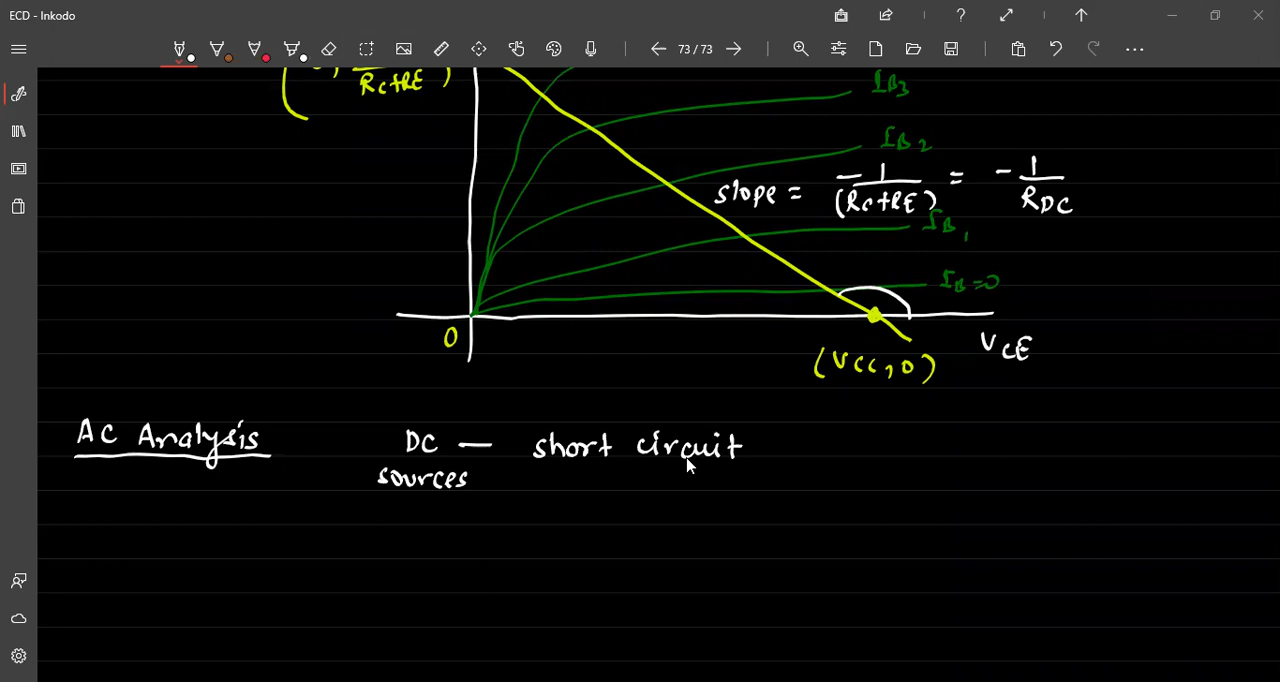 ECD - Inkodo
73 / 73
RC+RE
IB3
IB2
slope = -1/(RC+RE) = -1/RDC
IB1
IB=0
0
VCE
(VCC, 0)
AC Analysis DC — short circuit
sources